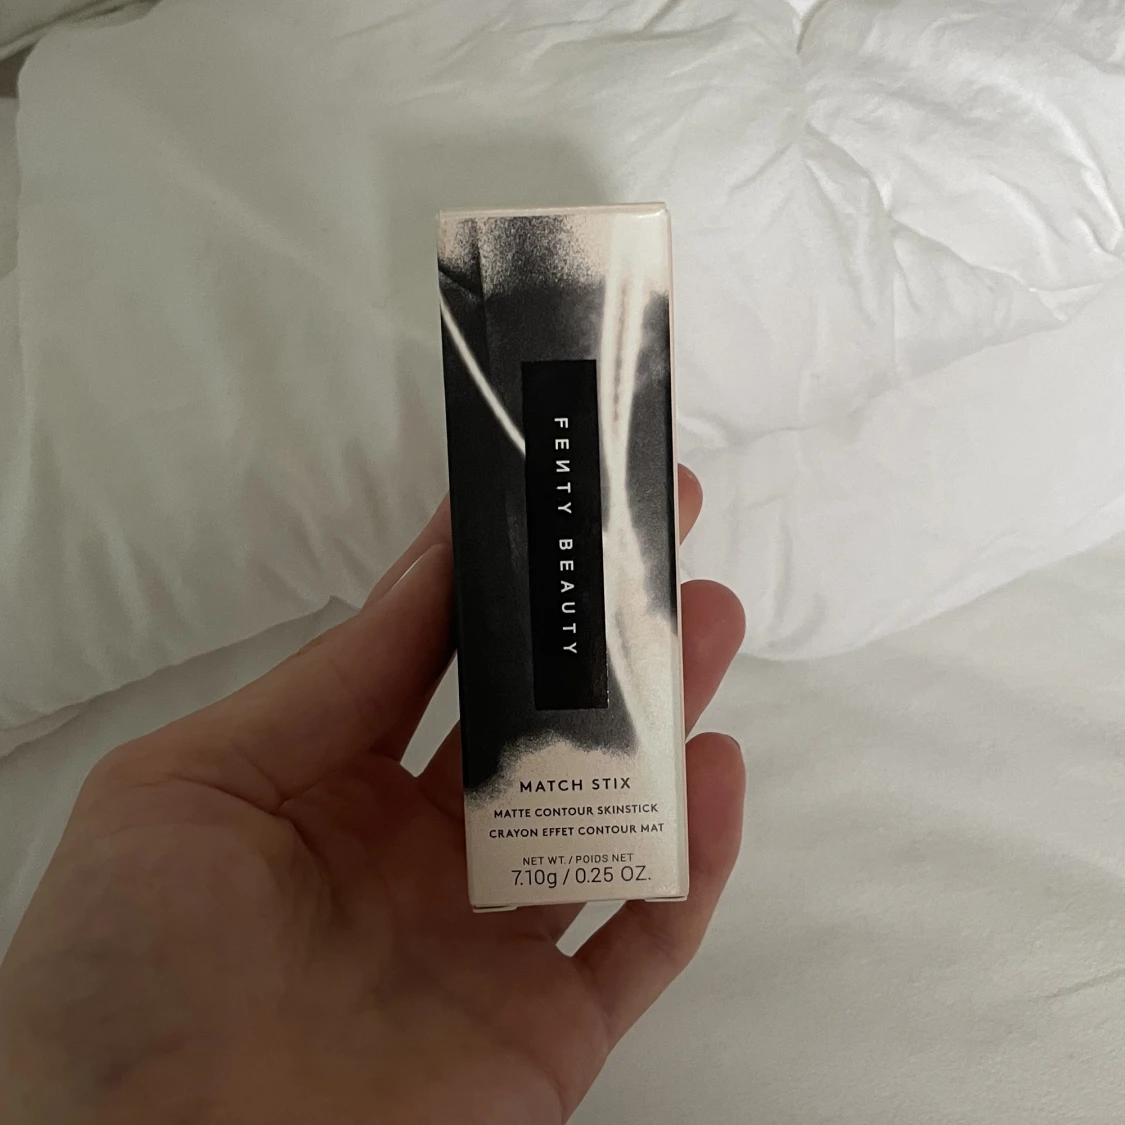 FEИTY BEAUTY
MATCH STIX
MATTE CONTOUR SKINSTICK
CRAYON EFFET CONTOUR MAT
NET WT. / POIDS NET
7.10g / 0.25 OZ.